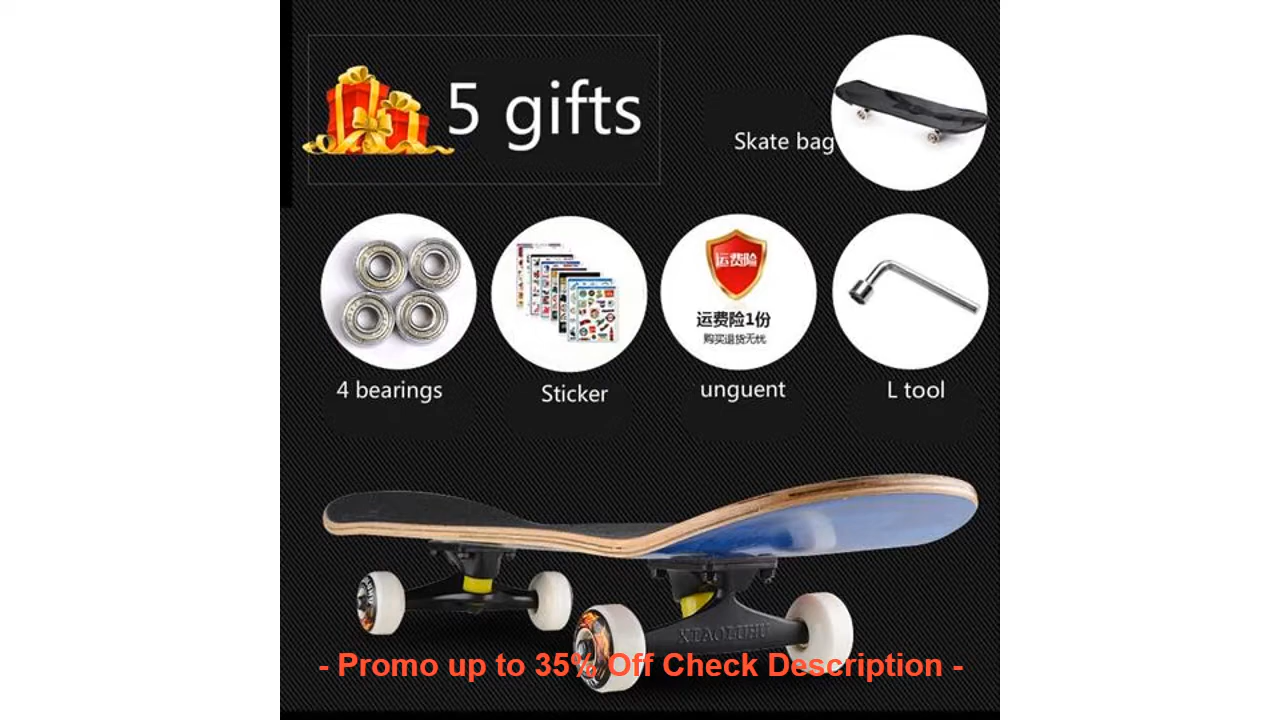 5 gifts
Skate bag
运费险
运费险1份
购买退货无忧
4 bearings
Sticker
unguent
L tool
XIAOLUHU
- Promo up to 35% Off Check Description -